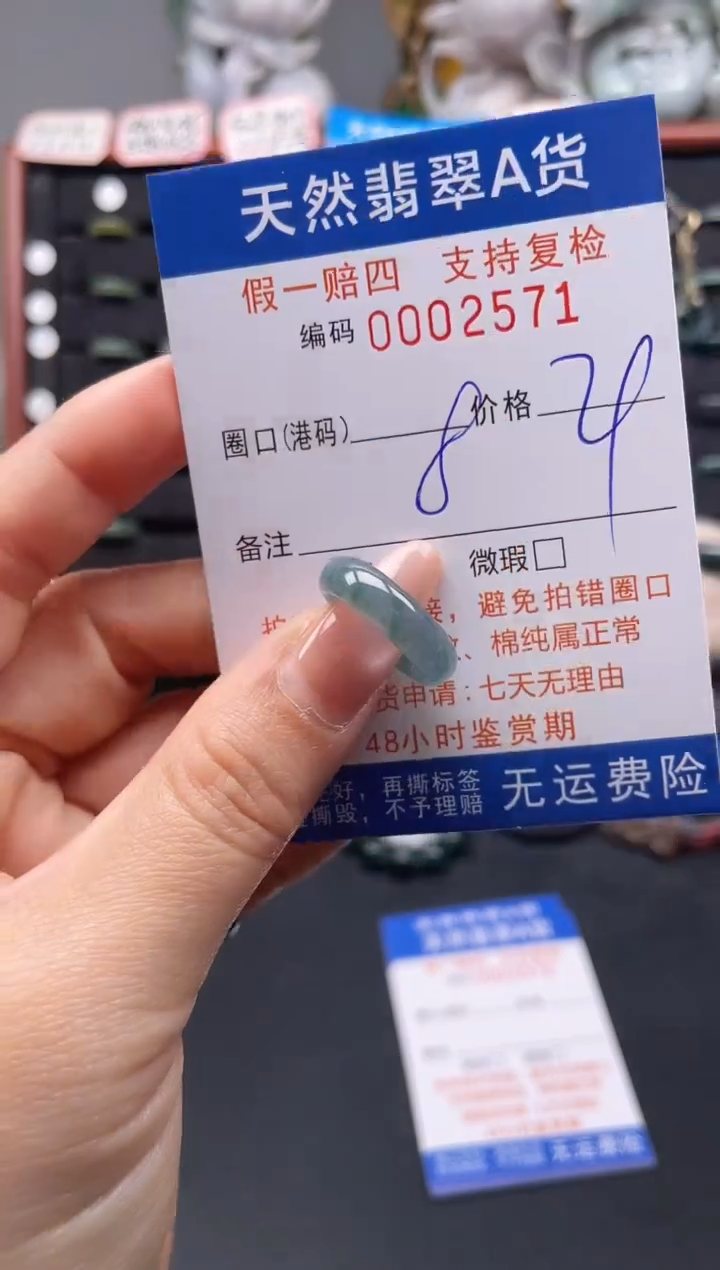 天然翡翠A货
假一赔四 支持复检
编码 0002571
圈口(港码) 8 价格 24
备注 微瑕□
接，避免拍错圈口
、棉纯属正常
货申请:七天无理由
48小时鉴赏期
好，再撕标签
撕毁，不予理赔
无运费险